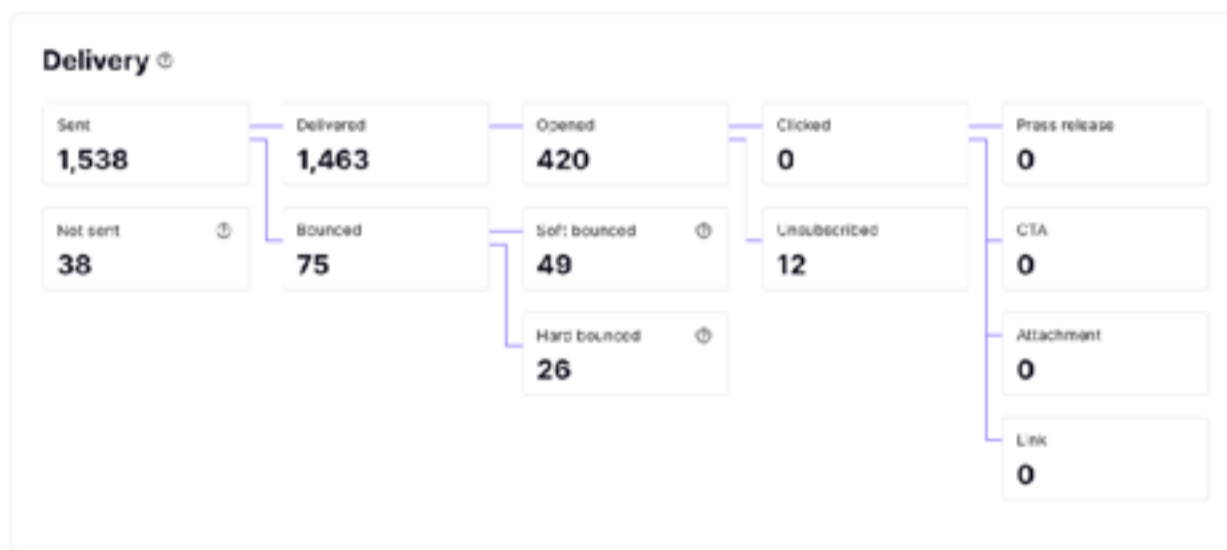 Delivery
Sent
1,538
Delivered
1,463
Opened
420
Clicked
0
Press release
0
Not sent
38
Bounced
75
Soft bounced
49
Unsubscribed
12
CTA
0
Hard bounced
26
Attachment
0
Link
0